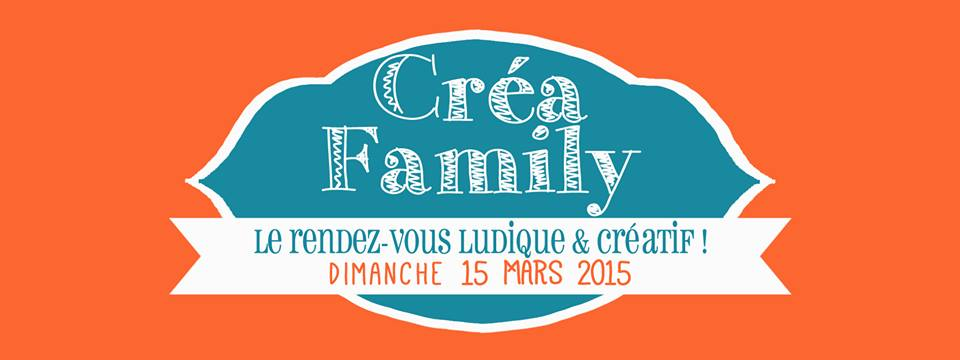 Créa
Family
Le rendez-vous ludique & créatif !
DIMANCHE 15 MARS 2015